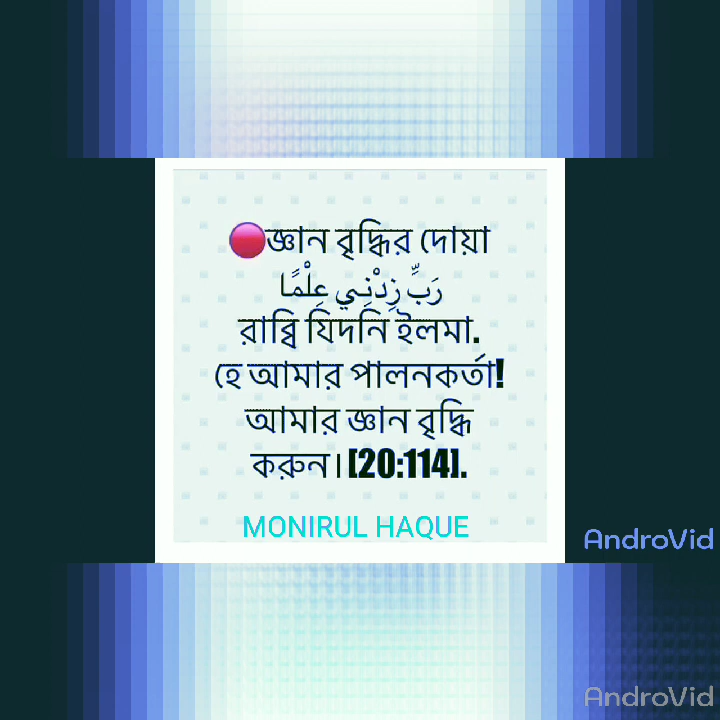 🔴জ্ঞান বৃদ্ধির দোয়া
رَبِّ زِدْنِي عِلْمًا
রাব্বি যিদনি ইলমা.
হে আমার পালনকর্তা!
আমার জ্ঞান বৃদ্ধি
করুন। [20:114].
MONIRUL HAQUE
AndroVid
AndroVid